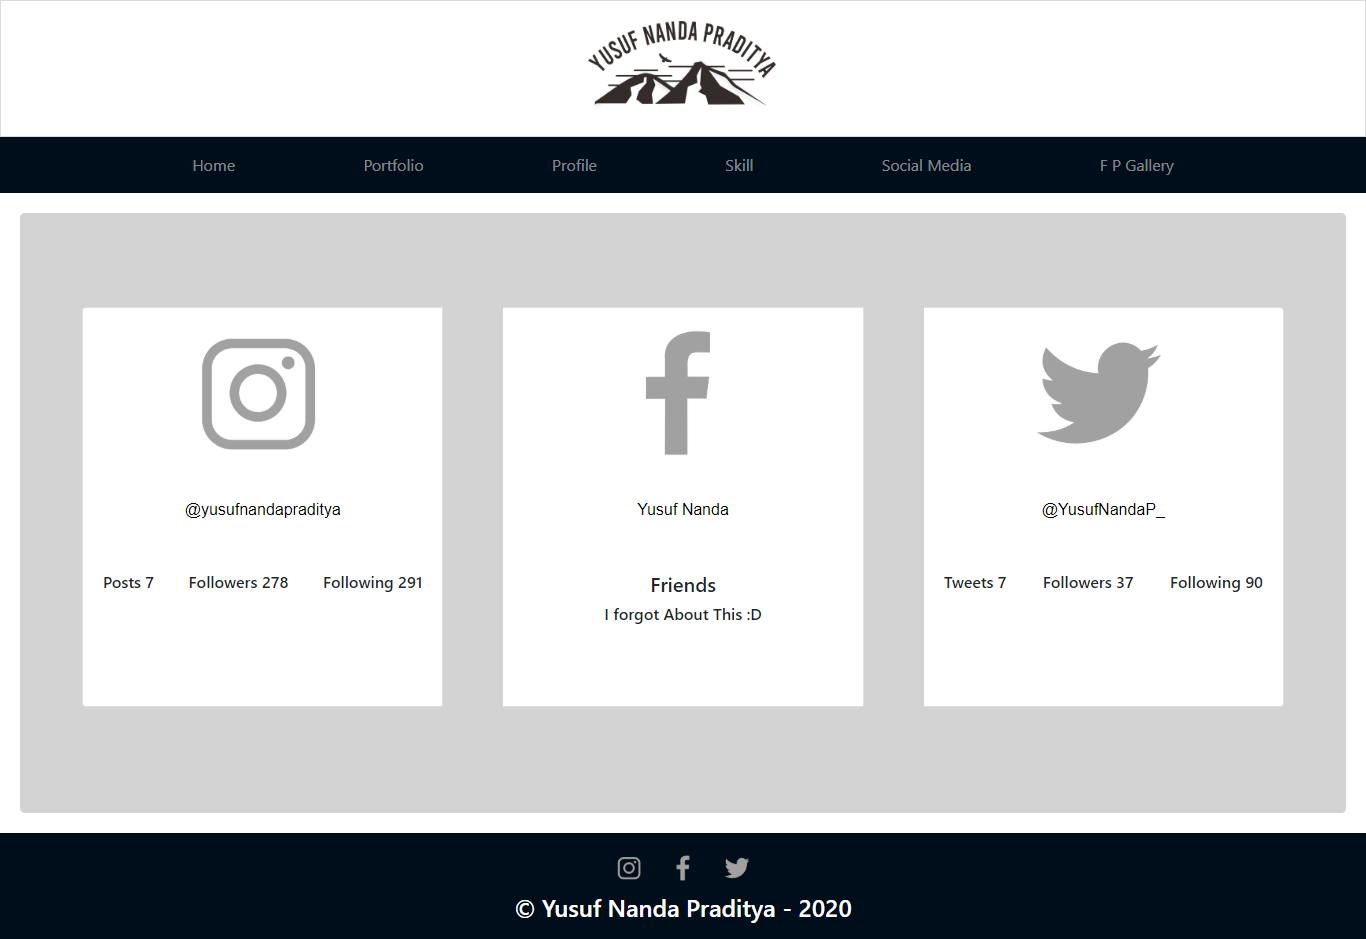 YUSUF NANDA PRADITYA
Home Portfolio Profile Skill Social Media F P Gallery
@yusufnandapraditya
Posts 7 Followers 278 Following 291
Yusuf Nanda
Friends
I forgot About This :D
@YusufNandaP_
Tweets 7 Followers 37 Following 90
© Yusuf Nanda Praditya - 2020